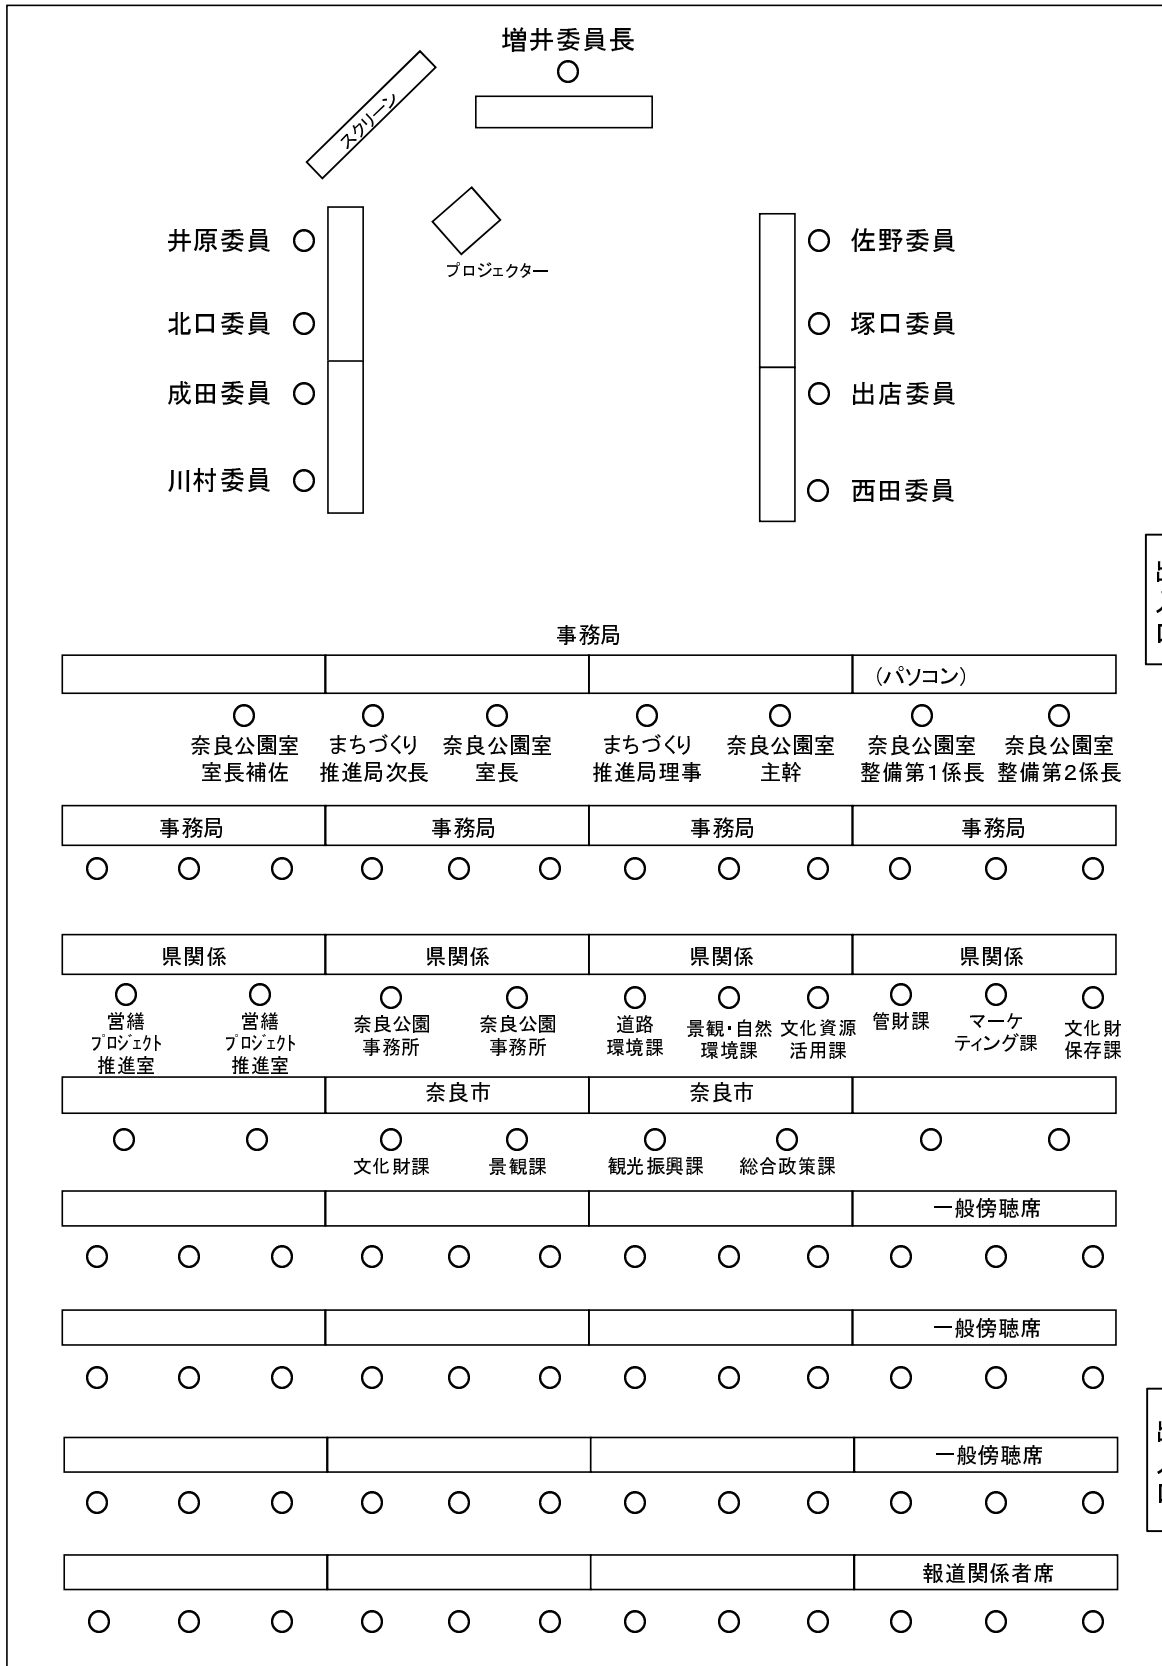 増井委員長
スクリーン
プロジェクター
井原委員
佐野委員
北口委員
塚口委員
成田委員
出店委員
川村委員
西田委員
事務局
(パソコン)
奈良公園室
室長補佐
まちづくり
推進局次長
奈良公園室
室長
まちづくり
推進局理事
奈良公園室
主幹
奈良公園室
整備第1係長
奈良公園室
整備第2係長
事務局
事務局
事務局
事務局
県関係
県関係
県関係
県関係
営繕
プロジェクト
推進室
営繕
プロジェクト
推進室
奈良公園
事務所
奈良公園
事務所
道路
環境課
景観・自然
環境課
文化資源
活用課
管財課
マーケ
ティング課
文化財
保存課
奈良市
奈良市
文化財課
景観課
観光振興課
総合政策課
一般傍聴席
一般傍聴席
一般傍聴席
報道関係者席